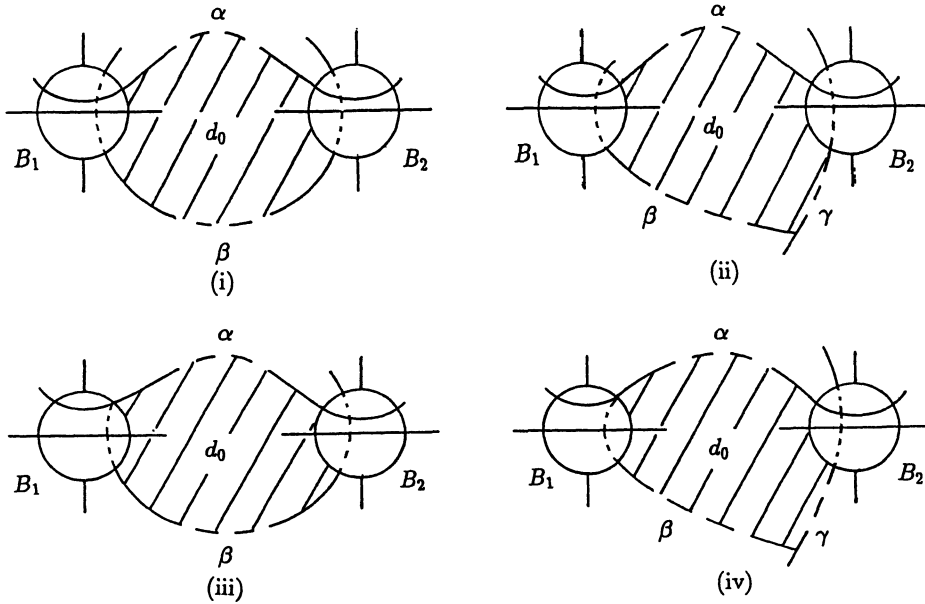 α
B₁
d₀
B₂
β
(i)
α
B₁
d₀
B₂
β
γ
(ii)
α
B₁
d₀
B₂
β
(iii)
α
B₁
d₀
B₂
β
γ
(iv)